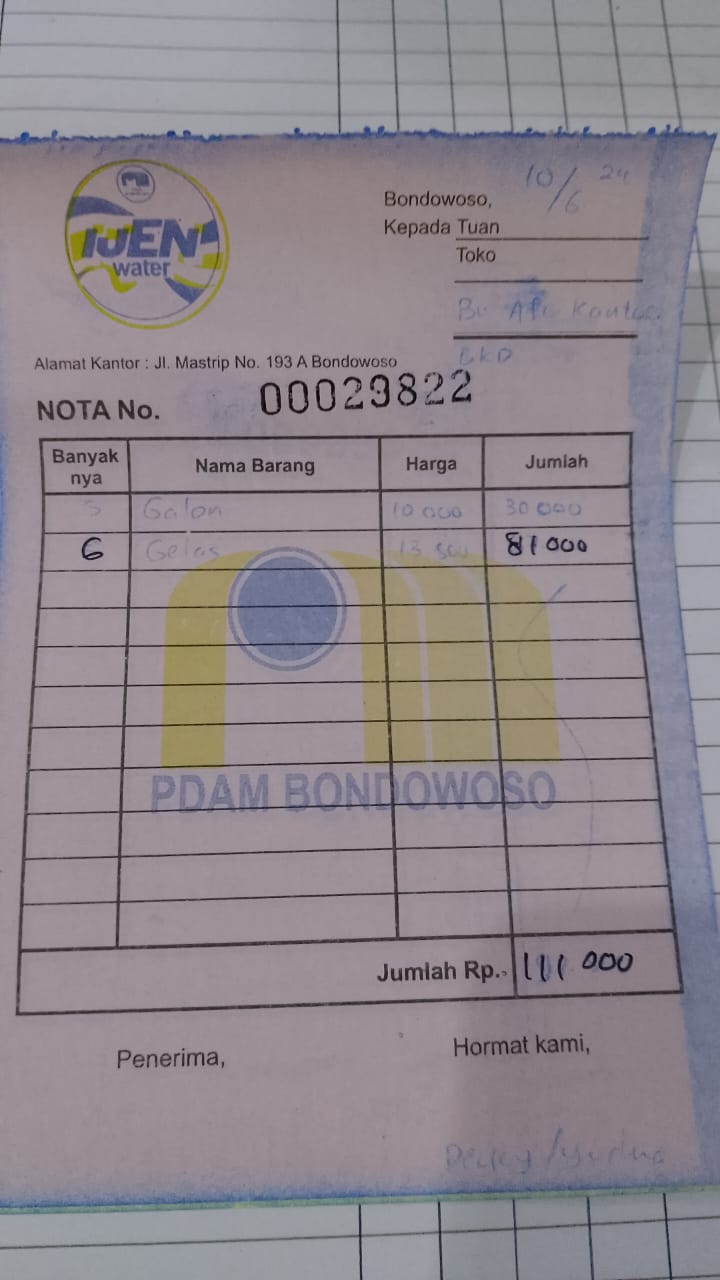 IJEN
water
Bondowoso, 10/6 24
Kepada Tuan
Toko
Bu Afi Kantor
BKD
Alamat Kantor : Jl. Mastrip No. 193 A Bondowoso
NOTA No. 00029822
Banyak nya Nama Barang Harga Jumlah
3 Galon 10 000 30 000
6 Gelas 13 500 81 000
PDAM BONDOWOSO
Jumlah Rp. 111 000
Penerima, Hormat kami,